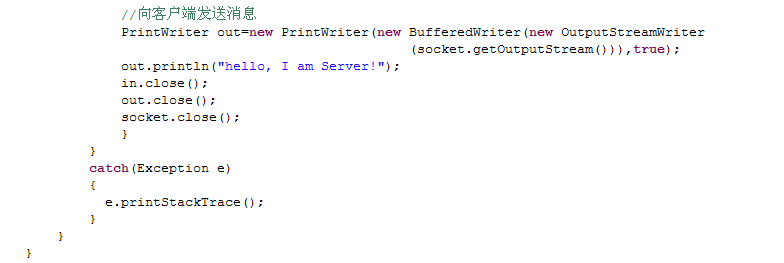 //向客户端发送消息
PrintWriter out=new PrintWriter(new BufferedWriter(new OutputStreamWriter
(socket.getOutputStream())),true);
out.println("hello, I am Server!");
in.close();
out.close();
socket.close();
}
}
catch(Exception e)
{
e.printStackTrace();
}
}
}